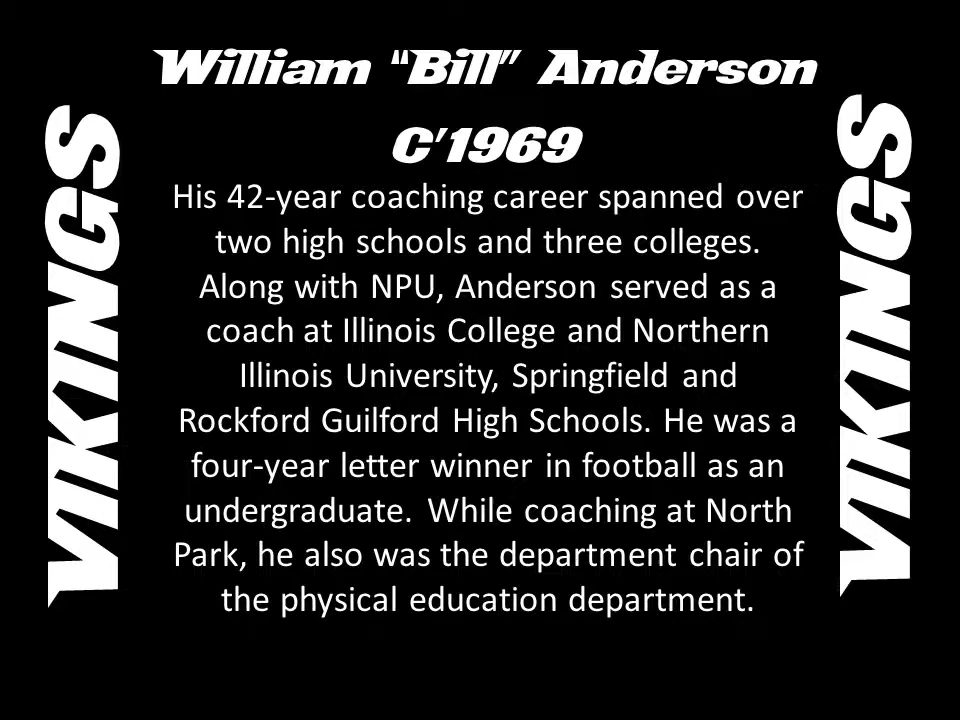 William “Bill” Anderson
C’1969
VIKINGS
His 42-year coaching career spanned over
two high schools and three colleges.
Along with NPU, Anderson served as a
coach at Illinois College and Northern
Illinois University, Springfield and
Rockford Guilford High Schools. He was a
four-year letter winner in football as an
undergraduate. While coaching at North
Park, he also was the department chair of
the physical education department.
VIKINGS